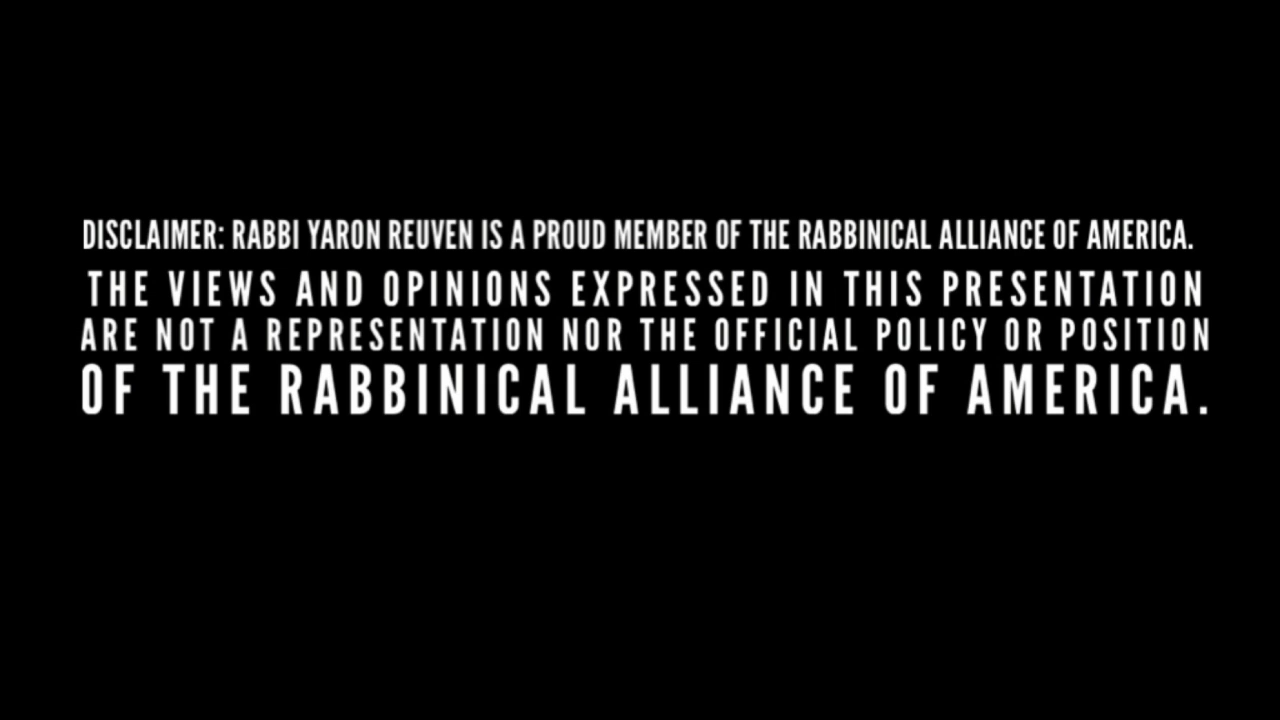 DISCLAIMER: RABBI YARON REUVEN IS A PROUD MEMBER OF THE RABBINICAL ALLIANCE OF AMERICA.
THE VIEWS AND OPINIONS EXPRESSED IN THIS PRESENTATION
ARE NOT A REPRESENTATION NOR THE OFFICIAL POLICY OR POSITION
OF THE RABBINICAL ALLIANCE OF AMERICA.